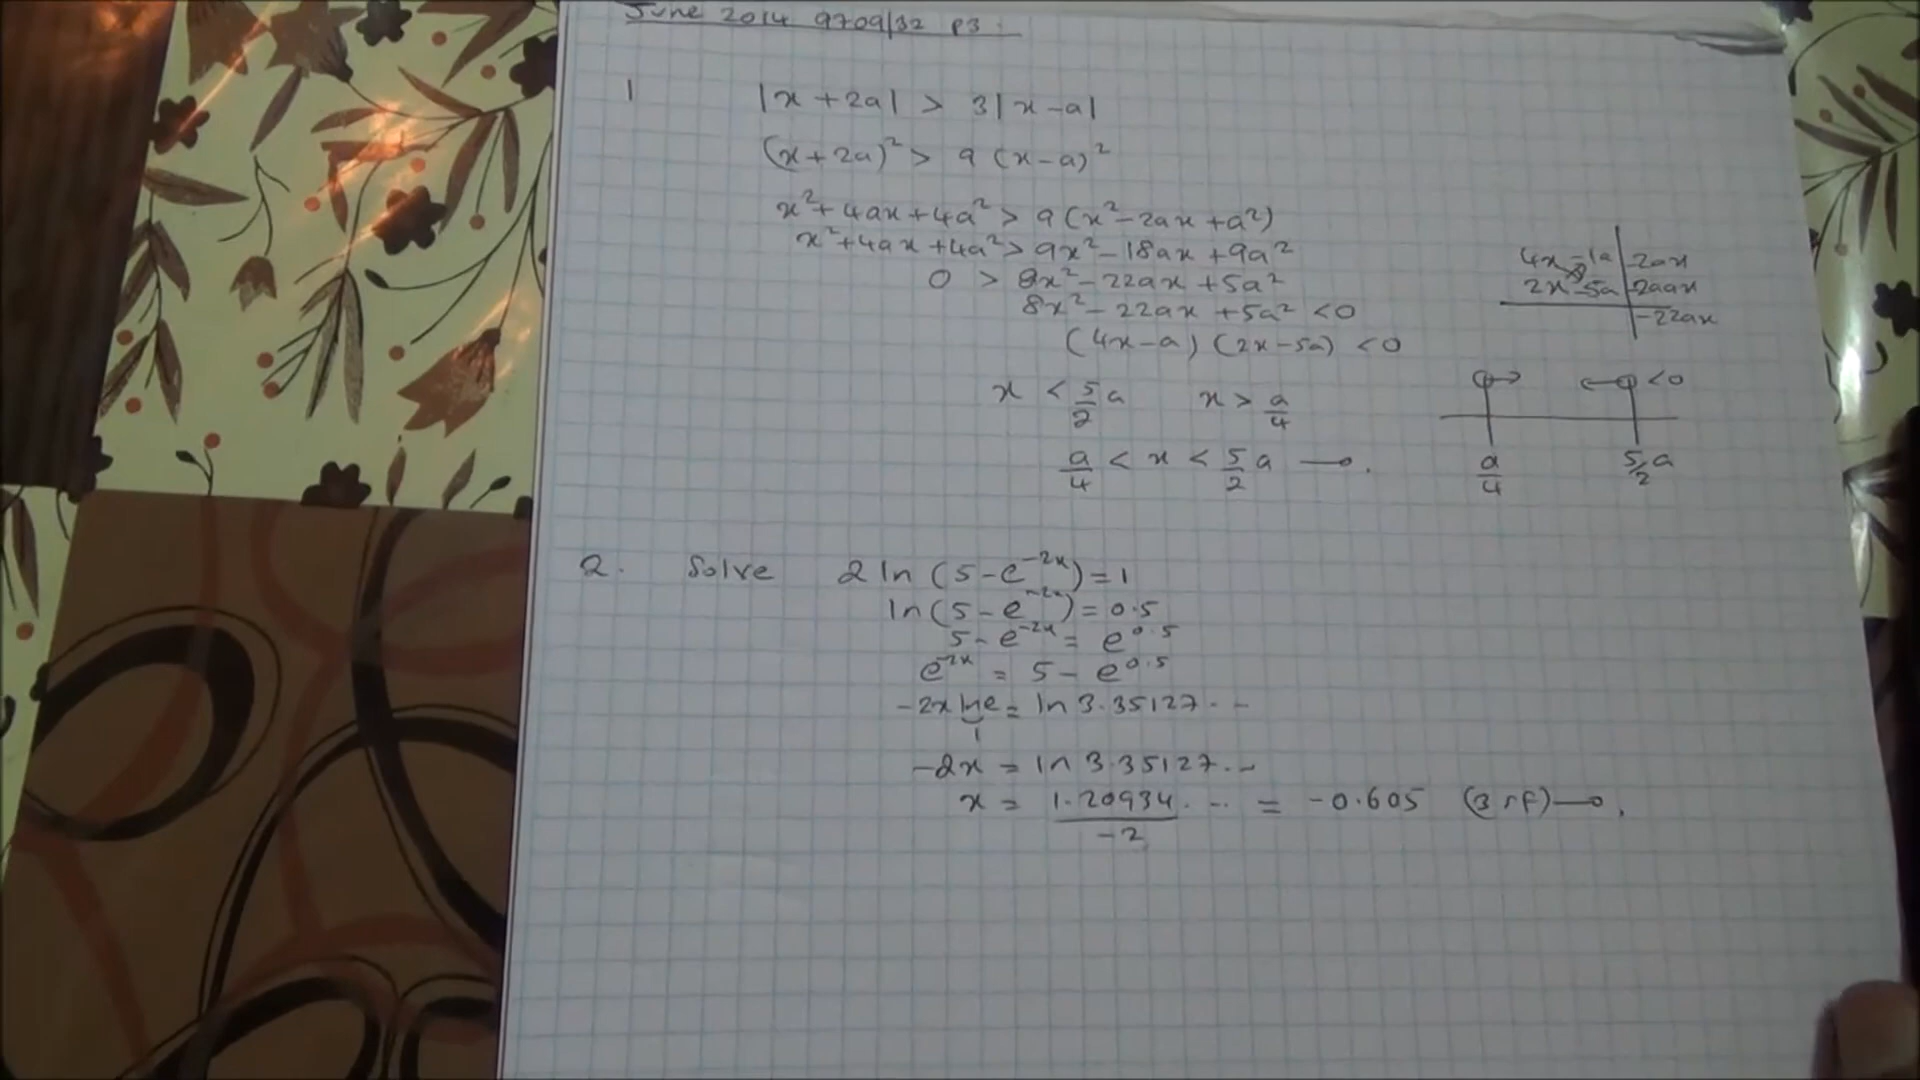 June 2014 9709/32 P3.
1 |x + 2a| > 3|x - a|
(x + 2a)² > 9 (x - a)²
x² + 4ax + 4a² > 9 (x² - 2ax + a²)
x² + 4ax + 4a² > 9x² - 18ax + 9a²
0 > 8x² - 22ax + 5a²
8x² - 22ax + 5a² < 0
(4x - a) (2x - 5a) < 0
x < 5/2 a x > a/4
a/4 < x < 5/2 a
4x -1a -2ax
2x -5a
-22ax
< 0
a/4 5/2 a
2. Solve 2 ln (5 - e^-2x) = 1
ln (5 - e^-2x) = 0.5
5 - e^-2x = e^0.5
e^-2x = 5 - e^0.5
-2x ln e = ln 3.35127...
1
-2x = ln 3.35127...
x = 1.20934.../-2 = -0.605 (3 sf)